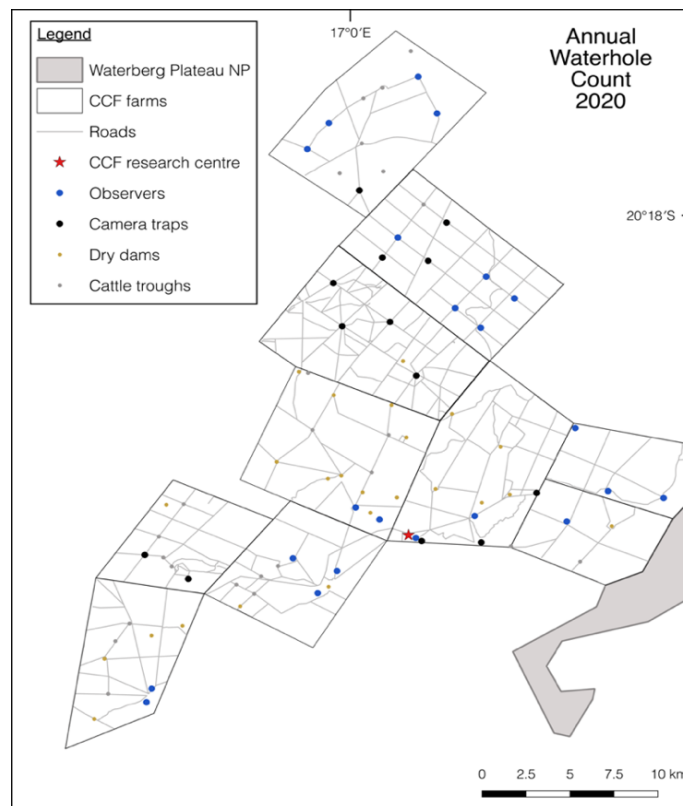 Legend
Waterberg Plateau NP
CCF farms
Roads
CCF research centre
Observers
Camera traps
Dry dams
Cattle troughs
17°0´E
Annual
Waterhole
Count
2020
20°18´S
0 2.5 5 7.5 10 km